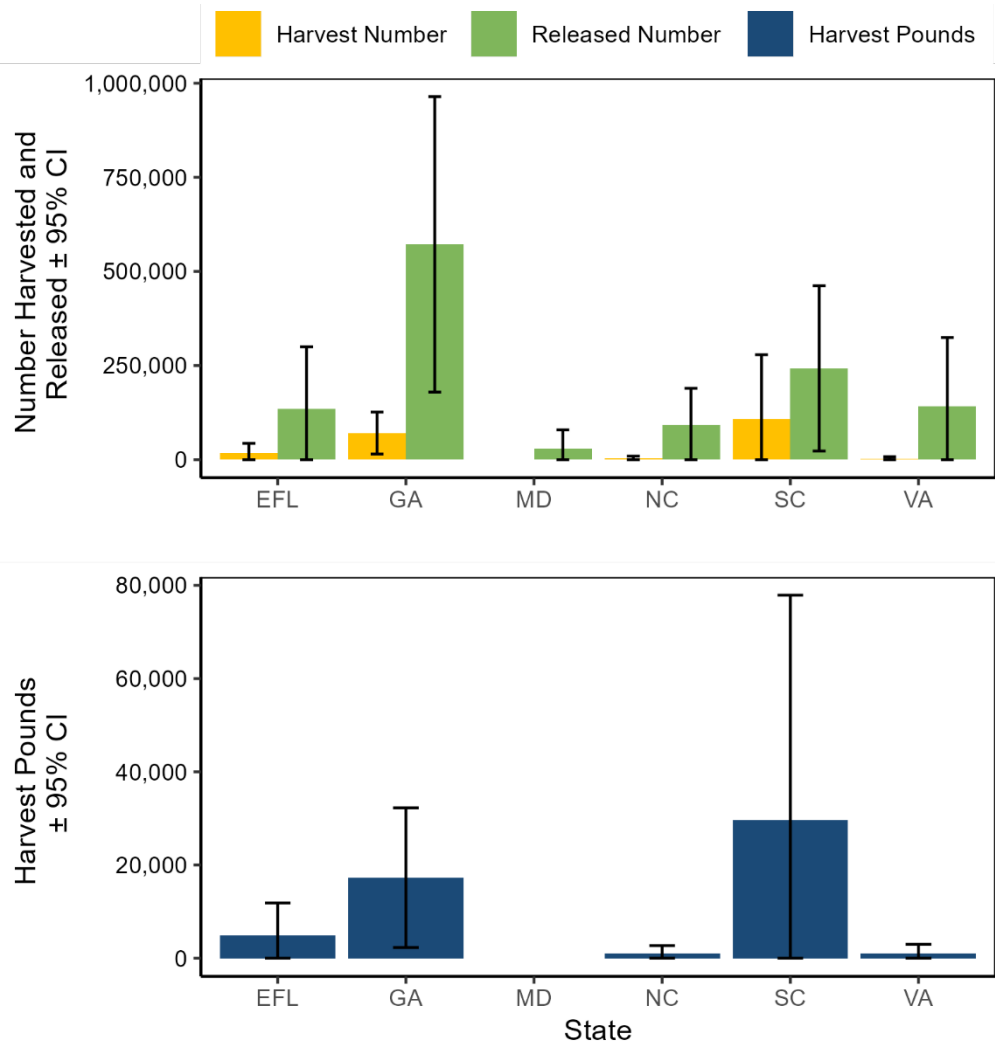 Harvest Number Released Number Harvest Pounds
Number Harvested and
Released ± 95% CI
1,000,000
750,000
500,000
250,000
0
EFL GA MD NC SC VA
Harvest Pounds
± 95% CI
80,000
60,000
40,000
20,000
0
EFL GA MD NC SC VA
State